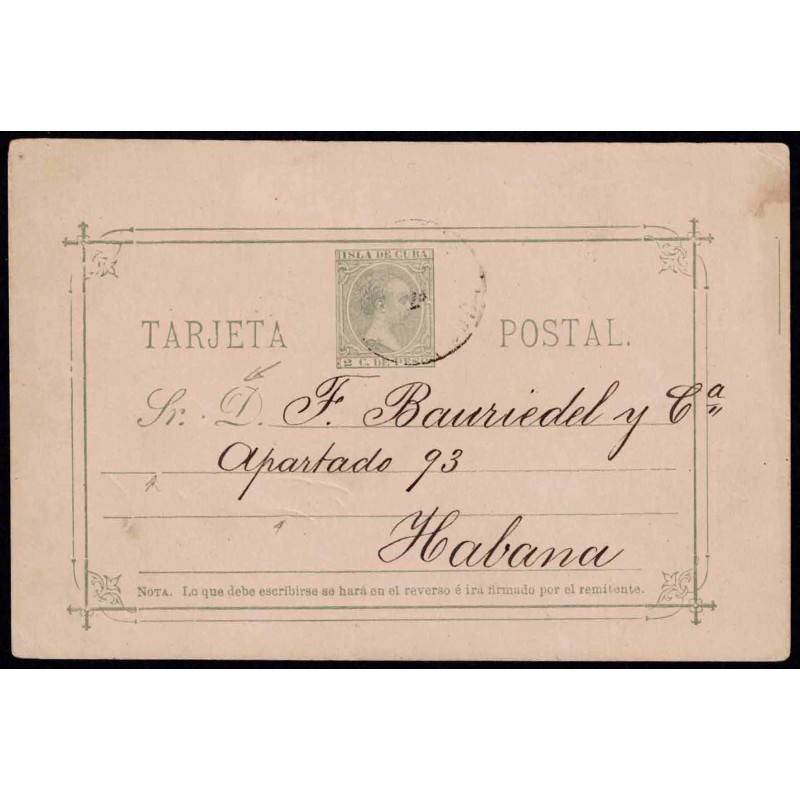 ISLA DE CUBA
TARJETA POSTAL.
2 C. DE PESO
Sr. D. F. Bauriedel y Cª
Apartado 93
Habana
NOTA. Lo que debe escribirse se hará en el reverso é ira firmado por el remitente.